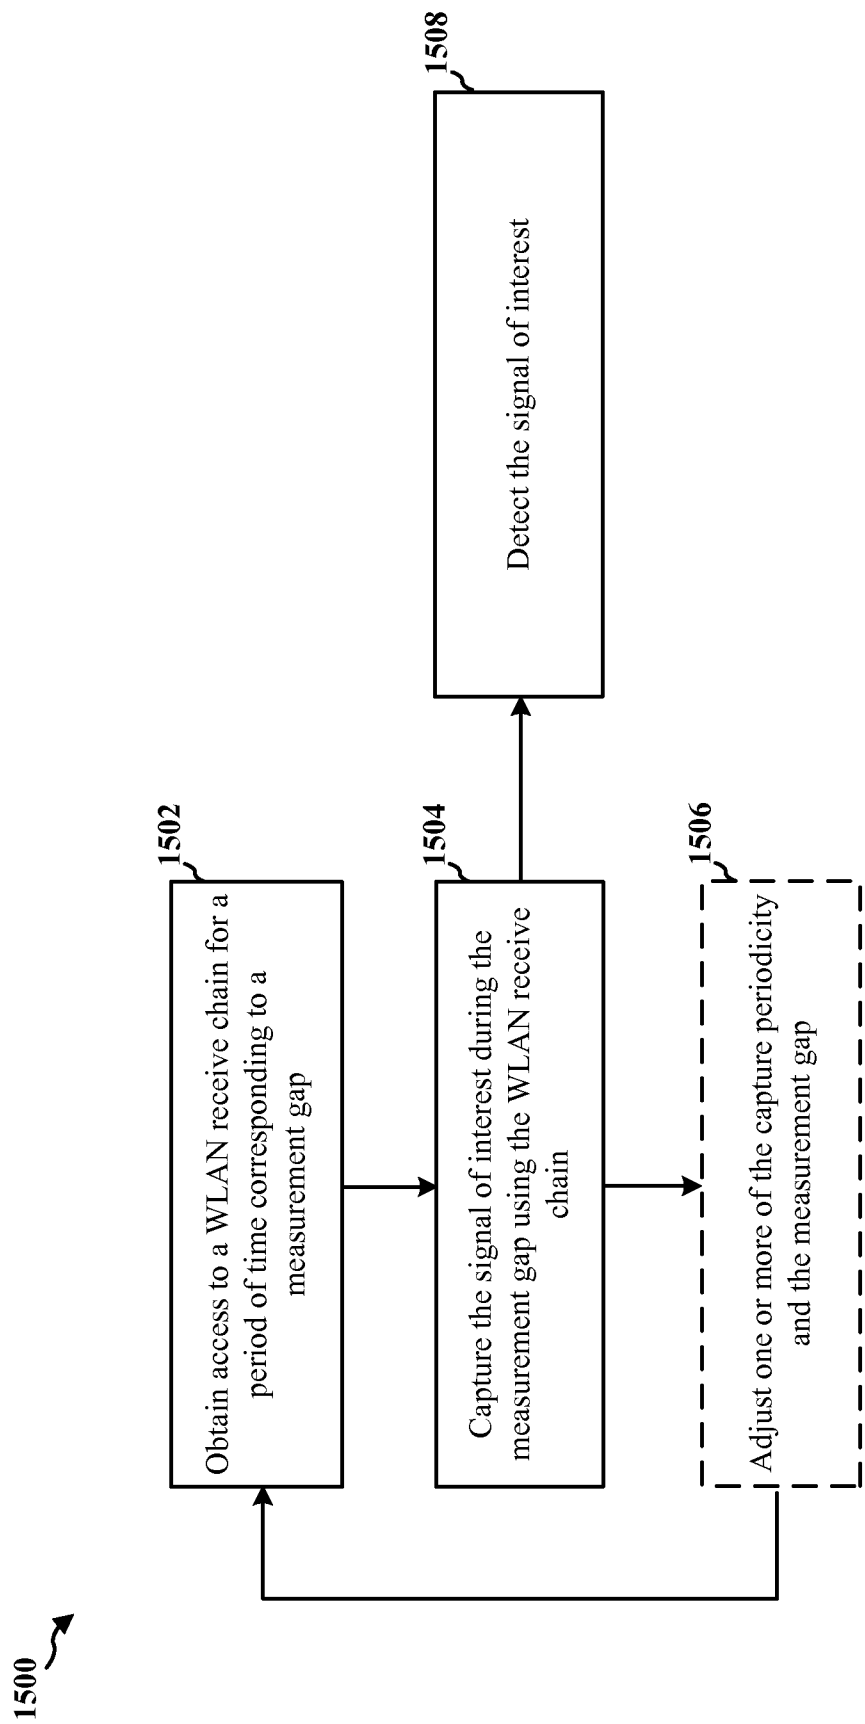 1500
1502
Obtain access to a WLAN receive chain for a
period of time corresponding to a
measurement gap
1504
Capture the signal of interest during the
measurement gap using the WLAN receive
chain
1506
Adjust one or more of the capture periodicity
and the measurement gap
1508
Detect the signal of interest